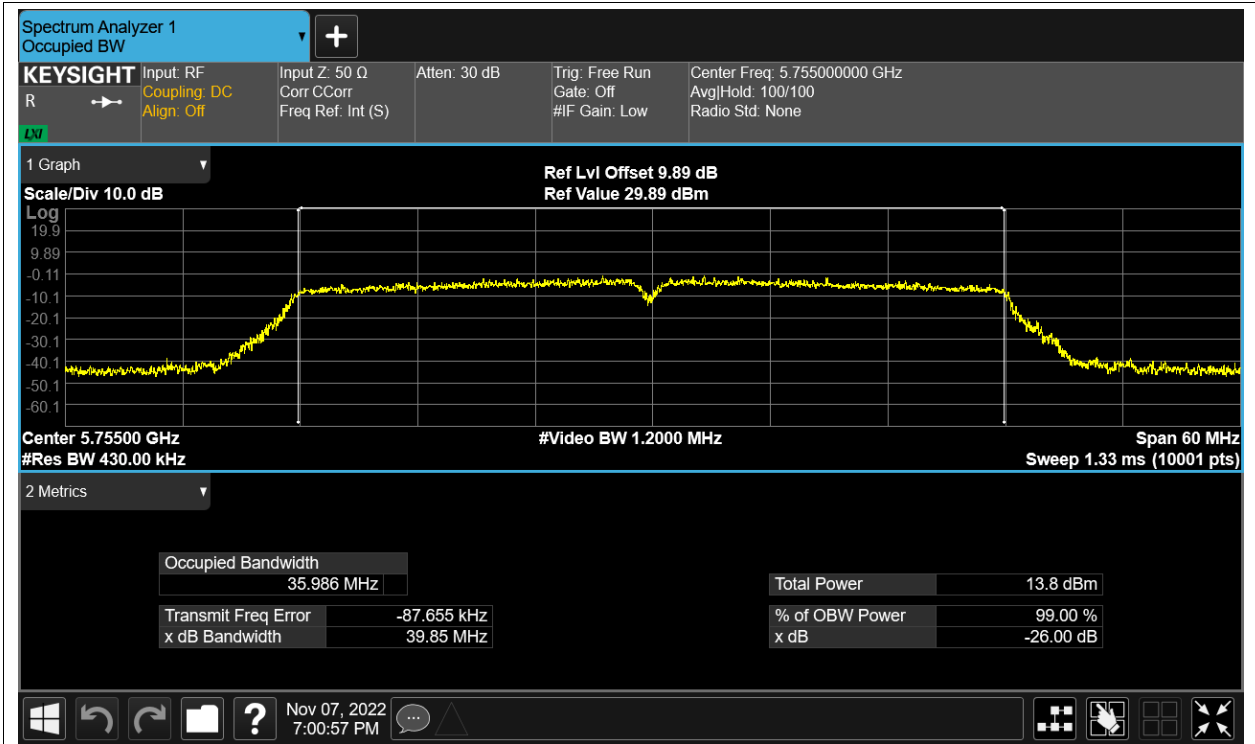 Spectrum Analyzer 1
Occupied BW
KEYSIGHT
R
LXI
Input: RF
Coupling: DC
Align: Off
Input Z: 50 Ω
Corr CCorr
Freq Ref: Int (S)
Atten: 30 dB
Trig: Free Run
Gate: Off
#IF Gain: Low
Center Freq: 5.755000000 GHz
Avg|Hold: 100/100
Radio Std: None
1 Graph
Scale/Div 10.0 dB
Ref Lvl Offset 9.89 dB
Ref Value 29.89 dBm
Log
19.9
9.89
-0.11
-10.1
-20.1
-30.1
-40.1
-50.1
-60.1
Center 5.75500 GHz
#Video BW 1.2000 MHz
Span 60 MHz
#Res BW 430.00 kHz
Sweep 1.33 ms (10001 pts)
2 Metrics
Occupied Bandwidth
35.986 MHz
Transmit Freq Error -87.655 kHz
x dB Bandwidth 39.85 MHz
Total Power 13.8 dBm
% of OBW Power 99.00 %
x dB -26.00 dB
Nov 07, 2022
7:00:57 PM